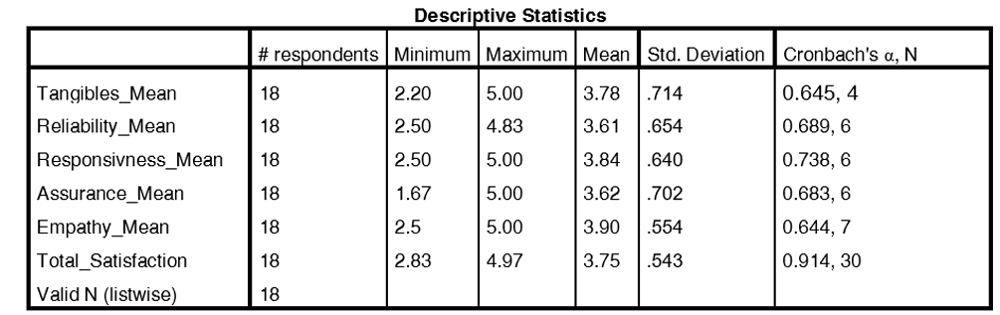 Descriptive Statistics
# respondents Minimum Maximum Mean Std. Deviation Cronbach's α, N
Tangibles_Mean 18 2.20 5.00 3.78 .714 0.645, 4
Reliability_Mean 18 2.50 4.83 3.61 .654 0.689, 6
Responsivness_Mean 18 2.50 5.00 3.84 .640 0.738, 6
Assurance_Mean 18 1.67 5.00 3.62 .702 0.683, 6
Empathy_Mean 18 2.5 5.00 3.90 .554 0.644, 7
Total_Satisfaction 18 2.83 4.97 3.75 .543 0.914, 30
Valid N (listwise) 18